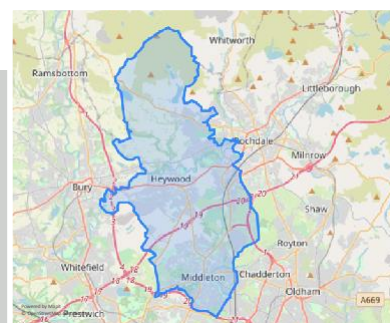 Whitworth
Ramsbottom
Littleborough
Rochdale
Milnrow
Heywood
Bury
Shaw
Royton
Whitefield
Middleton
Chadderton
Oldham
Prestwich
A669